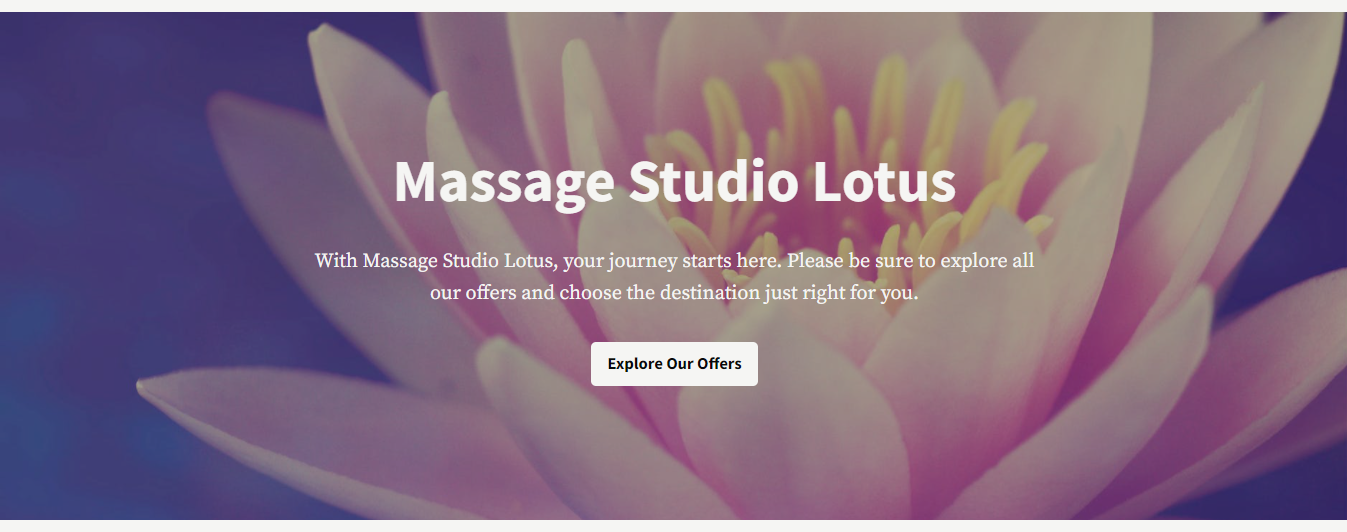 Massage Studio Lotus
With Massage Studio Lotus, your journey starts here. Please be sure to explore all
our offers and choose the destination just right for you.
Explore Our Offers